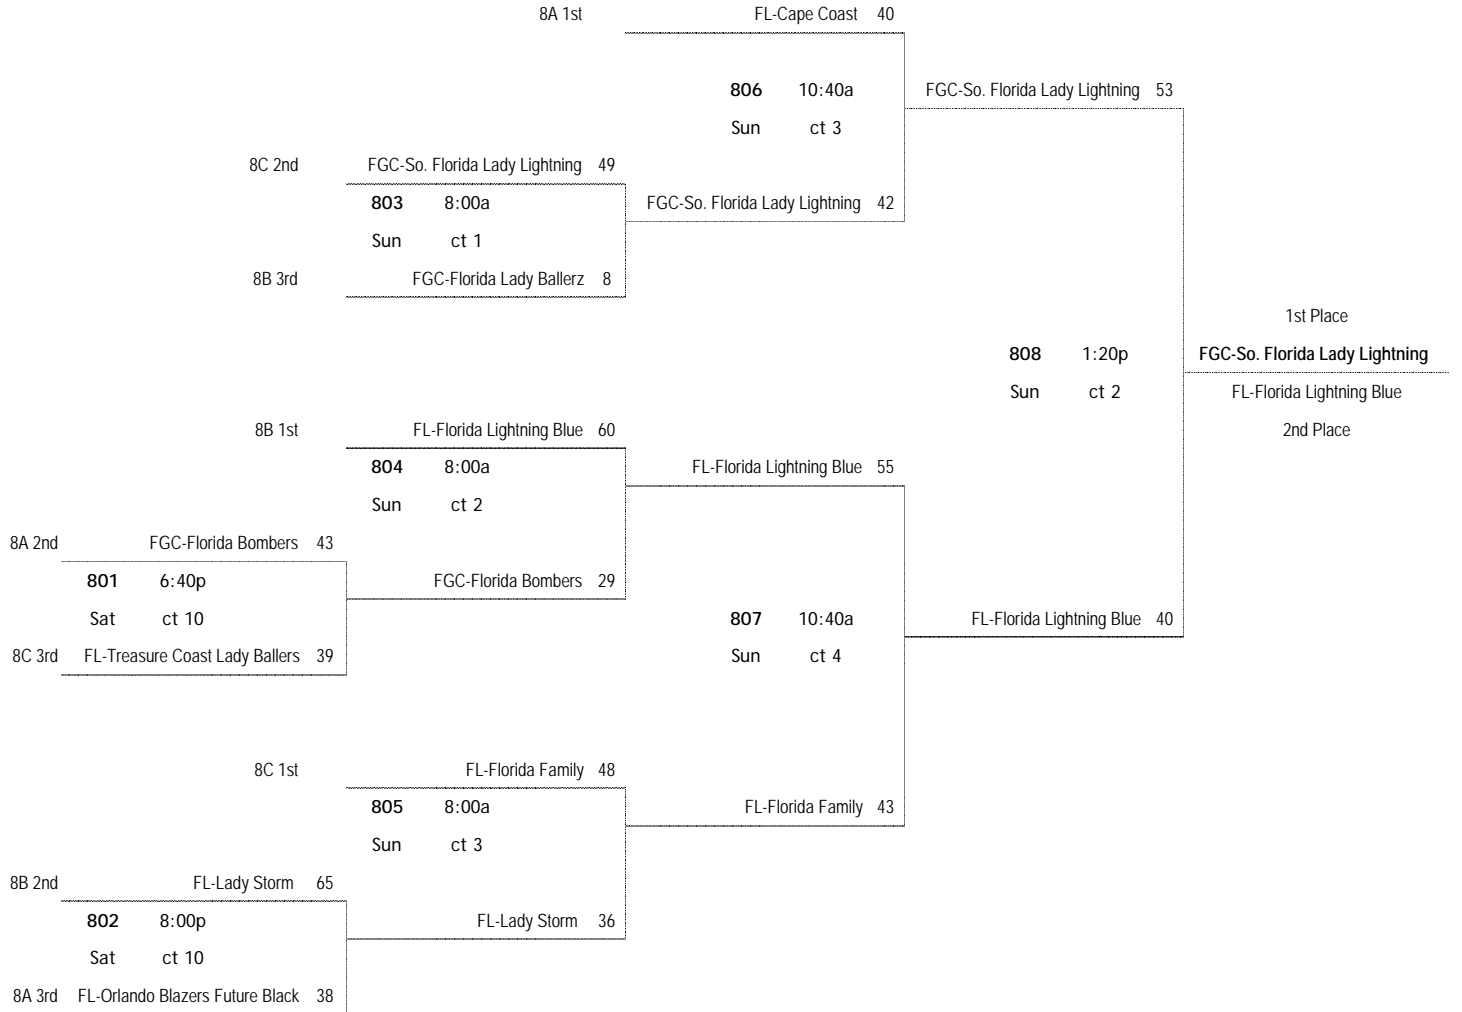 8A 1st FL-Cape Coast 40
806 10:40a FGC-So. Florida Lady Lightning 53
Sun ct 3
8C 2nd FGC-So. Florida Lady Lightning 49
803 8:00a FGC-So. Florida Lady Lightning 42
Sun ct 1
8B 3rd FGC-Florida Lady Ballerz 8
1st Place
808 1:20p FGC-So. Florida Lady Lightning
Sun ct 2 FL-Florida Lightning Blue
8B 1st FL-Florida Lightning Blue 60 2nd Place
804 8:00a FL-Florida Lightning Blue 55
Sun ct 2
8A 2nd FGC-Florida Bombers 43
801 6:40p FGC-Florida Bombers 29
Sat ct 10 807 10:40a FL-Florida Lightning Blue 40
8C 3rd FL-Treasure Coast Lady Ballers 39 Sun ct 4
8C 1st FL-Florida Family 48
805 8:00a FL-Florida Family 43
Sun ct 3
8B 2nd FL-Lady Storm 65
802 8:00p FL-Lady Storm 36
Sat ct 10
8A 3rd FL-Orlando Blazers Future Black 38